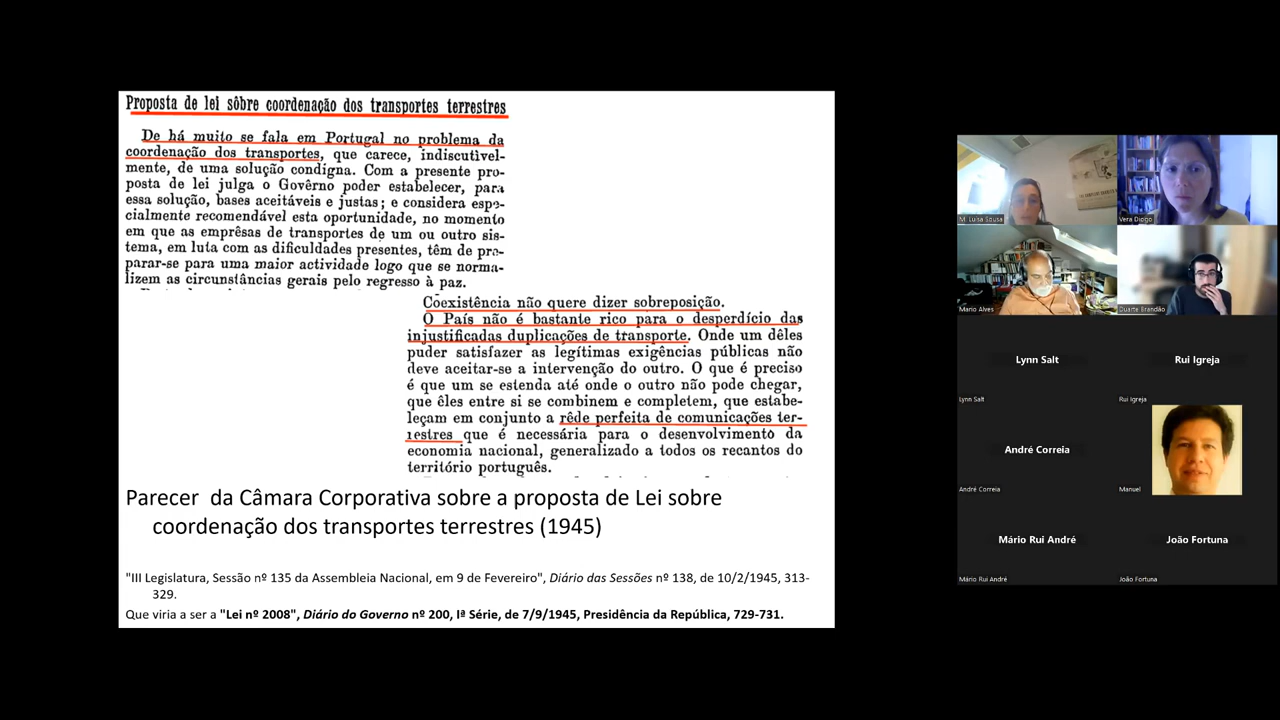 Proposta de lei sôbre coordenação dos transportes terrestres
De há muito se fala em Portugal no problema da
coordenação dos transportes, que carece, indiscutivel-
mente, de uma solução condigna. Com a presente pro-
posta de lei julga o Govêrno poder estabelecer, para
essa solução, bases aceitáveis e justas; e considera espe-
cialmente recomendável esta oportunidade, no momento
em que as emprêsas de transportes de um ou outro sis-
tema, em luta com as dificuldades presentes, têm de pre-
parar-se para uma maior actividade logo que se norma-
lizem as circunstâncias gerais pelo regresso à paz.
Coexistência não quere dizer sobreposição.
O País não é bastante rico para o desperdício das
injustificadas duplicações de transporte. Onde um dêles
puder satisfazer as legítimas exigências públicas não
deve aceitar-se a intervenção do outro. O que é preciso
é que um se estenda até onde o outro não pode chegar,
que êles entre si se combinem e completem, que estabe-
leçam em conjunto a rêde perfeita de comunicações ter-
restres que é necessária para o desenvolvimento da
economia nacional, generalizado a todos os recantos do
território português.
Parecer da Câmara Corporativa sobre a proposta de Lei sobre
coordenação dos transportes terrestres (1945)
"III Legislatura, Sessão nº 135 da Assembleia Nacional, em 9 de Fevereiro", Diário das Sessões nº 138, de 10/2/1945, 313-
329.
Que viria a ser a "Lei nº 2008", Diário do Governo nº 200, Iª Série, de 7/9/1945, Presidência da República, 729-731.
M. Luísa Sousa
Vera Diogo
Mario Alves
Duarte Brandão
Lynn Salt
Rui Igreja
Lynn Salt
Rui Igreja
André Correia
André Correia
Manuel
Mário Rui André
João Fortuna
Mário Rui André
João Fortuna